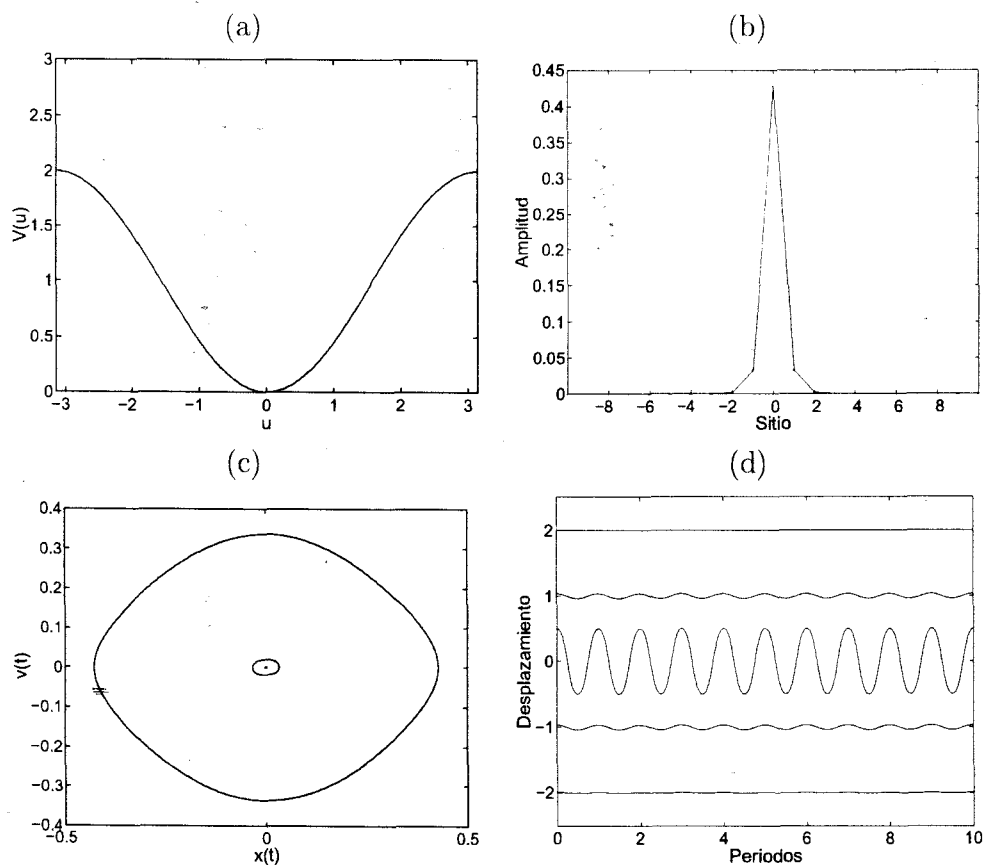 (a)
3
2.5
2
1.5
1
0.5
0
V(u)
−3 −2 −1 0 1 2 3
u
(b)
0.45
0.4
0.35
0.3
0.25
0.2
0.15
0.1
0.05
0
Amplitud
−8 −6 −4 −2 0 2 4 6 8
Sitio
(c)
0.4
0.3
0.2
0.1
0
−0.1
−0.2
−0.3
−0.4
v(t)
−0.5 0 0.5
x(t)
(d)
2
1
0
−1
−2
Desplazamiento
0 2 4 6 8 10
Periodos